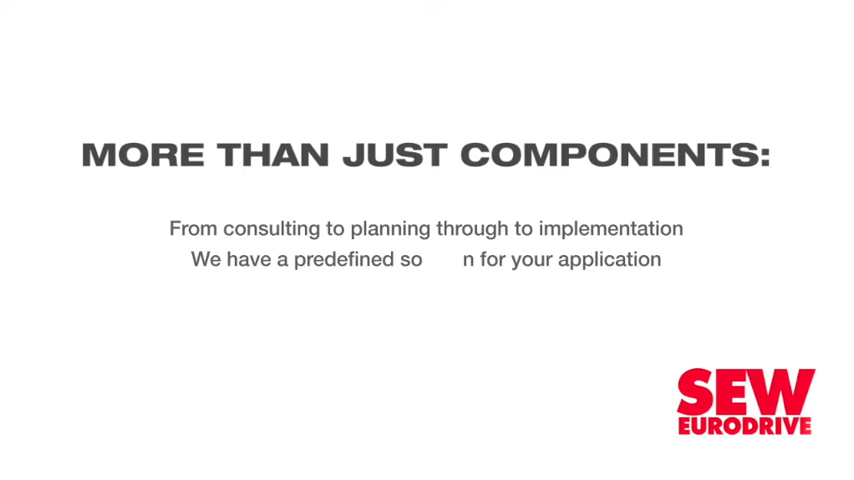 MORE THAN JUST COMPONENTS:
From consulting to planning through to implementation
We have a predefined so n for your application
SEW
EURODRIVE